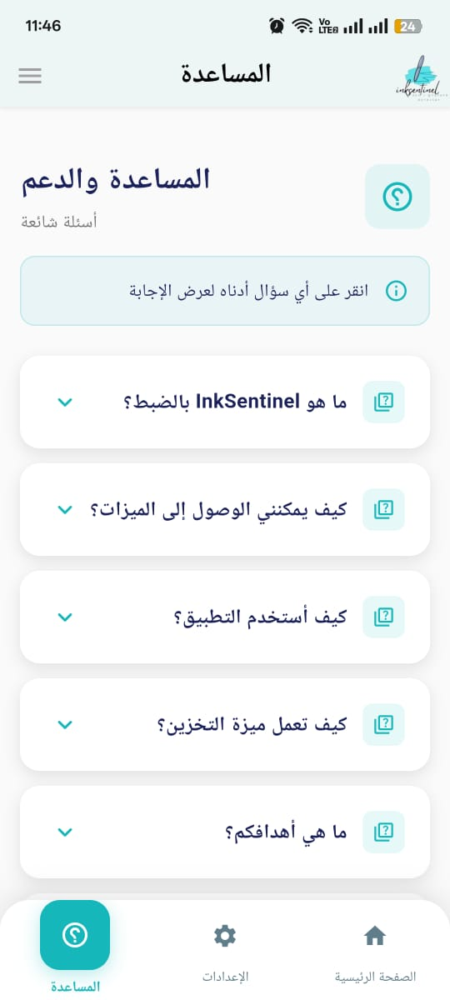 11:46
Vo
LTE2
24
المساعدة
inksentinel
المساعدة والدعم
أسئلة شائعة
انقر على أي سؤال أدناه لعرض الإجابة
ما هو InkSentinel بالضبط؟
كيف يمكنني الوصول إلى الميزات؟
كيف أستخدم التطبيق؟
كيف تعمل ميزة التخزين؟
ما هي أهدافكم؟
الصفحة الرئيسية
الإعدادات
المساعدة